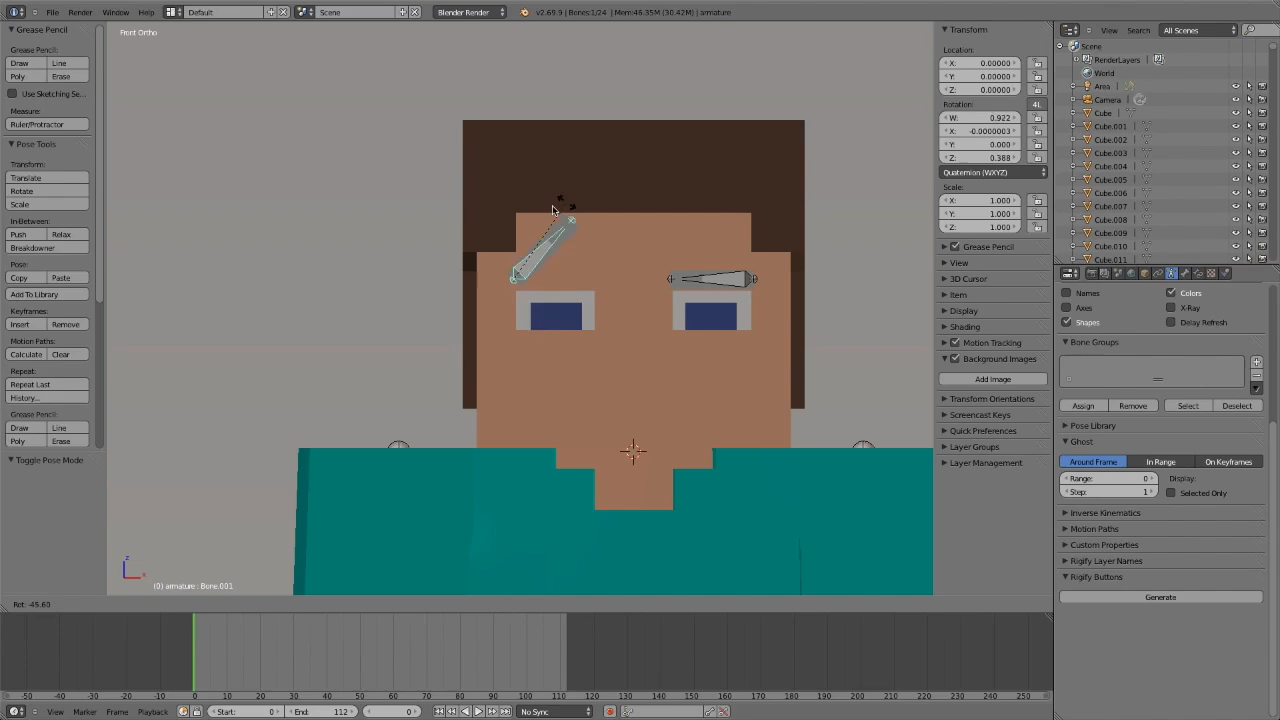 File Render Window Help Default Scene Blender Render v2.69.9 | Bones:1/24 | Mem:46.35M (30.42M) | armature
Grease Pencil
Grease Pencil:
Draw Line
Poly Erase
Use Sketching Se...
Measure:
Ruler/Protractor
Pose Tools
Transform:
Translate
Rotate
Scale
In-Between:
Push Relax
Breakdowner
Pose:
Copy Paste
Add To Library
Keyframes:
Insert Remove
Motion Paths:
Calculate Clear
Repeat:
Repeat Last
History...
Grease Pencil:
Draw Line
Poly Erase
Toggle Pose Mode
Front Ortho
z
x
(0) armature : Bone.001
Transform
Location:
X: 0.00000
Y: 0.00000
Z: 0.00000
Rotation: 4L
W: 0.922
X: -0.0000003
Y: 0.000
Z: 0.388
Quaternion (WXYZ)
Scale:
X: 1.000
Y: 1.000
Z: 1.000
Grease Pencil
View
3D Cursor
Item
Display
Shading
Motion Tracking
Background Images
Add Image
Transform Orientations
Screencast Keys
Quick Preferences
Layer Groups
Layer Management
View Search All Scenes
Scene
RenderLayers
World
Area
Camera
Cube
Cube.001
Cube.002
Cube.003
Cube.004
Cube.005
Cube.006
Cube.007
Cube.008
Cube.009
Cube.010
Cube.011
Names Colors
Axes X-Ray
Shapes Delay Refresh
Bone Groups
Assign Remove Select Deselect
Pose Library
Ghost
Around Frame In Range On Keyframes
Range: 0 Display:
Step: 1 Selected Only
Inverse Kinematics
Motion Paths
Custom Properties
Rigify Layer Names
Rigify Buttons
Generate
Rot: -45.60
-50 -40 -30 -20 -10 0 10 20 30 40 50 60 70 80 90 100 110 120 130 140 150 160 170 180 190 200 210 220 230 240 250
View Marker Frame Playback Start: 0 End: 112 0 No Sync